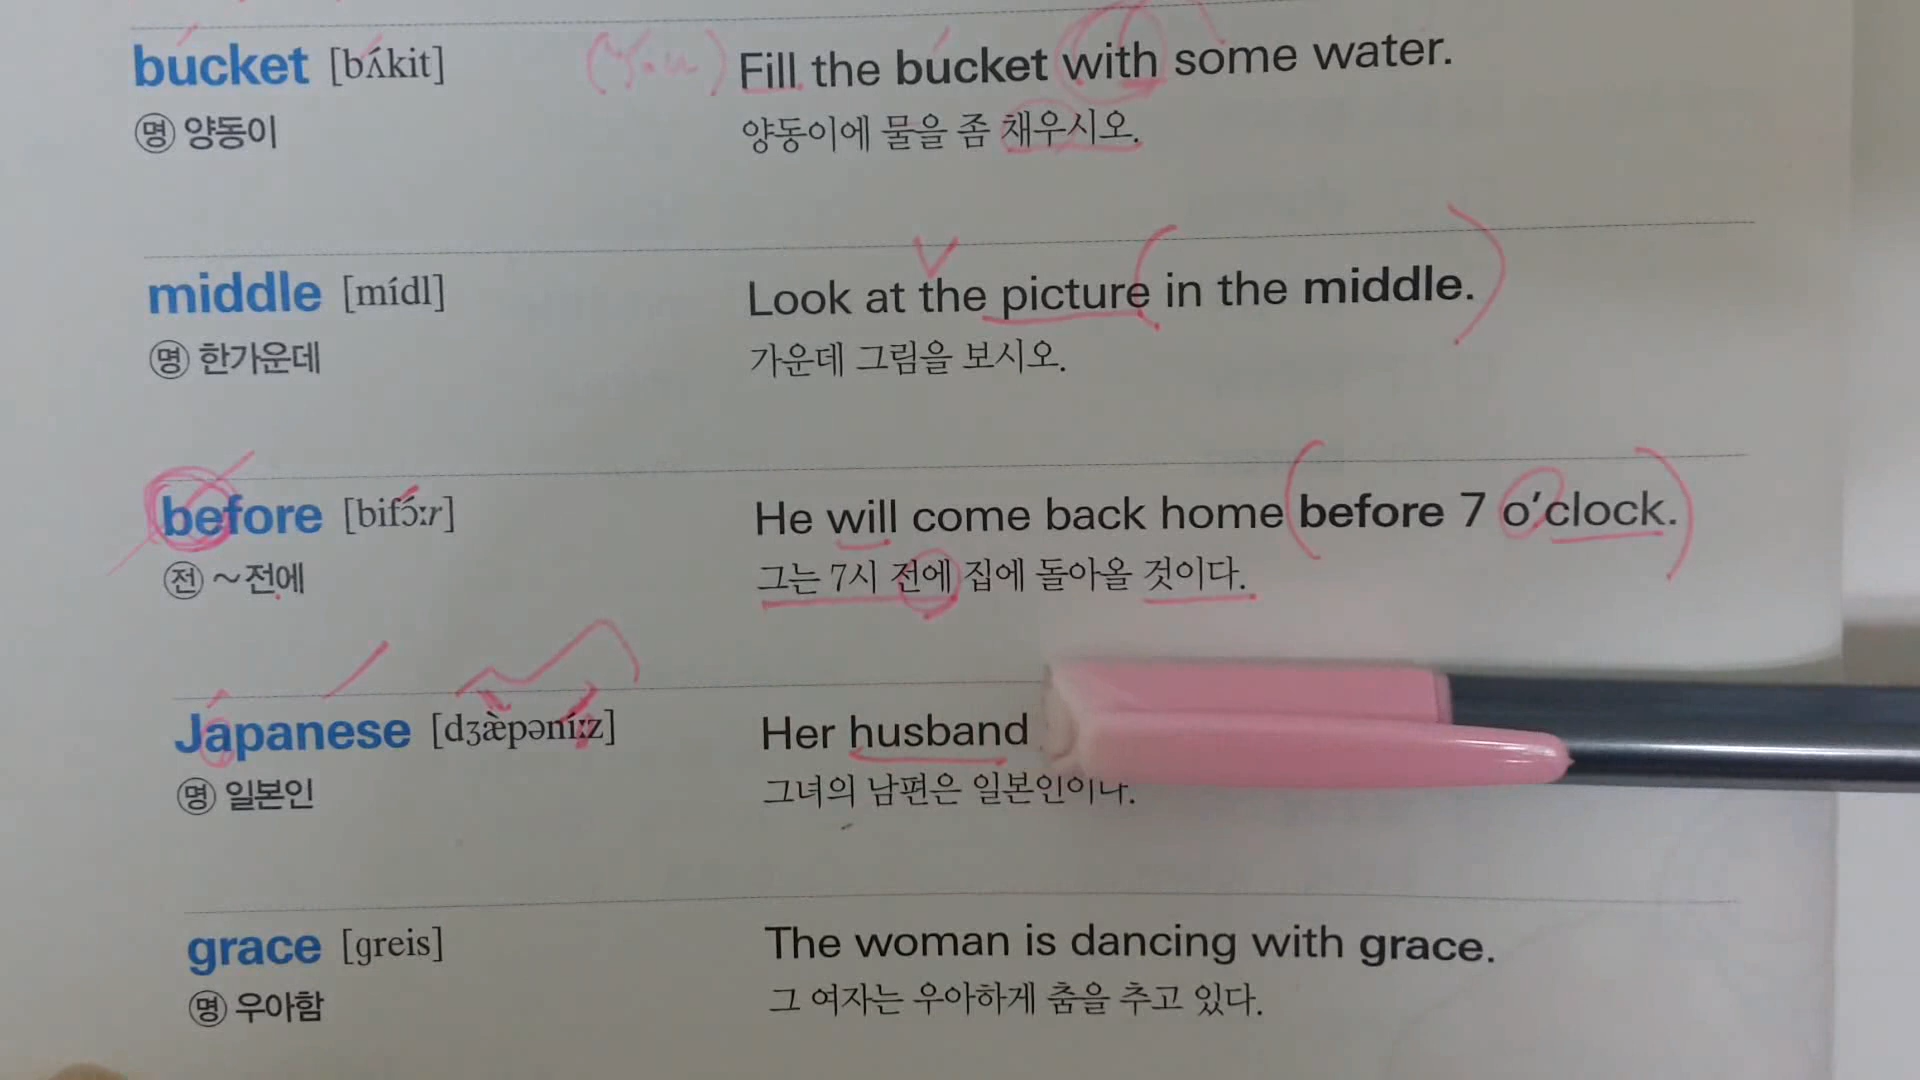 bucket [bʌ́kit] (You) Fill the bucket with some water.
명 양동이 양동이에 물을 좀 채우시오.
middle [mídl] Look at the picture in the middle.
명 한가운데 가운데 그림을 보시오.
before [bifɔ́ːr] He will come back home before 7 o'clock.
전 ~전에 그는 7시 전에 집에 돌아올 것이다.
Japanese [dʒæ̀pəníːz] Her husband
명 일본인 그녀의 남편은 일본인이다.
grace [greis] The woman is dancing with grace.
명 우아함 그 여자는 우아하게 춤을 추고 있다.